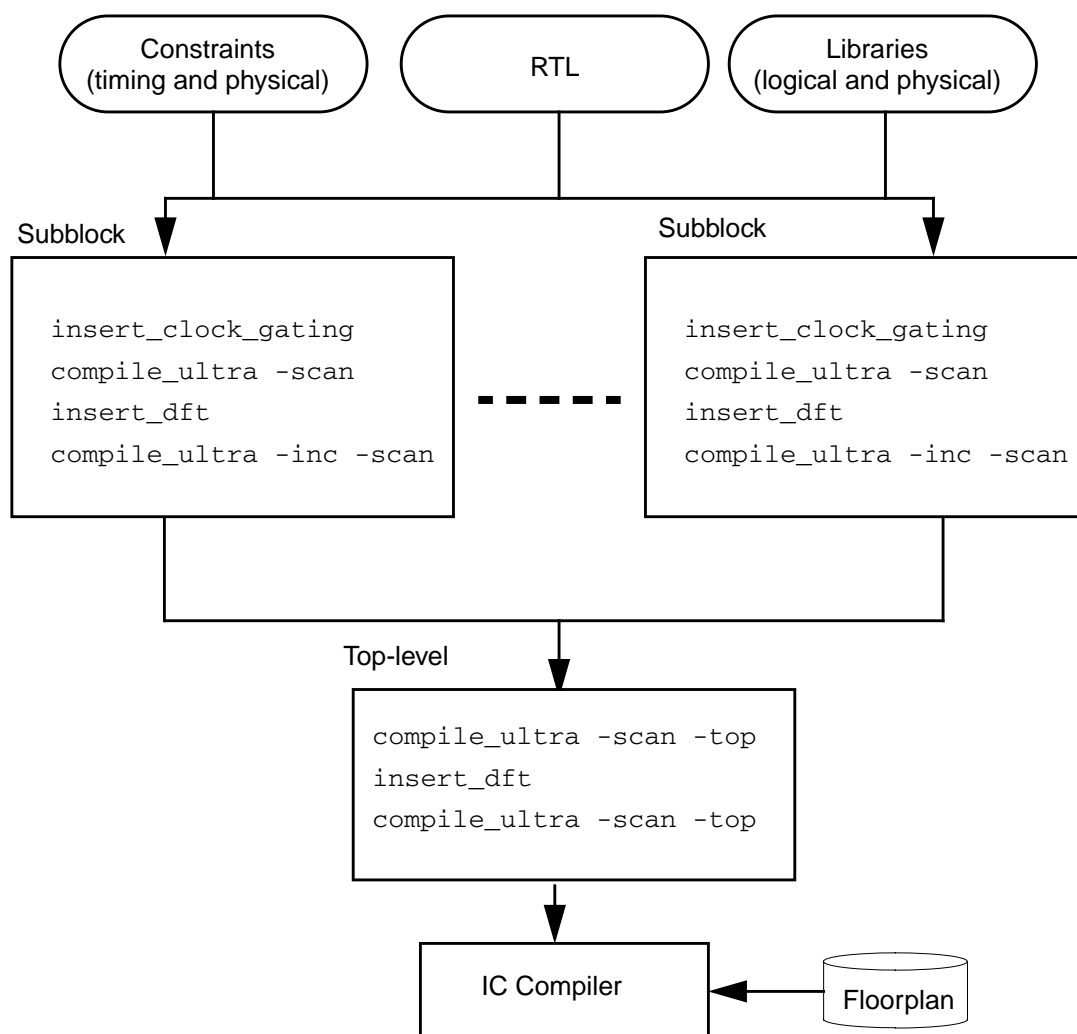 Constraints
(timing and physical)
RTL
Libraries
(logical and physical)
Subblock
insert_clock_gating
compile_ultra -scan
insert_dft
compile_ultra -inc -scan
Subblock
insert_clock_gating
compile_ultra -scan
insert_dft
compile_ultra -inc -scan
Top-level
compile_ultra -scan -top
insert_dft
compile_ultra -scan -top
IC Compiler
Floorplan